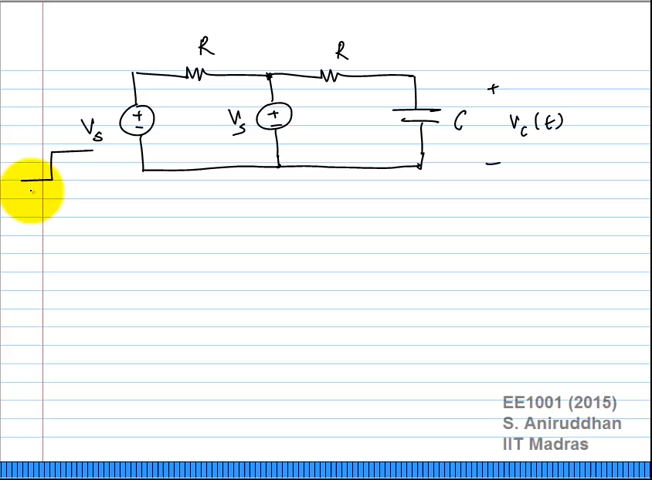 R R
+ + +
Vs Vs C Vc(t)
- - -
EE1001 (2015)
S. Aniruddhan
IIT Madras